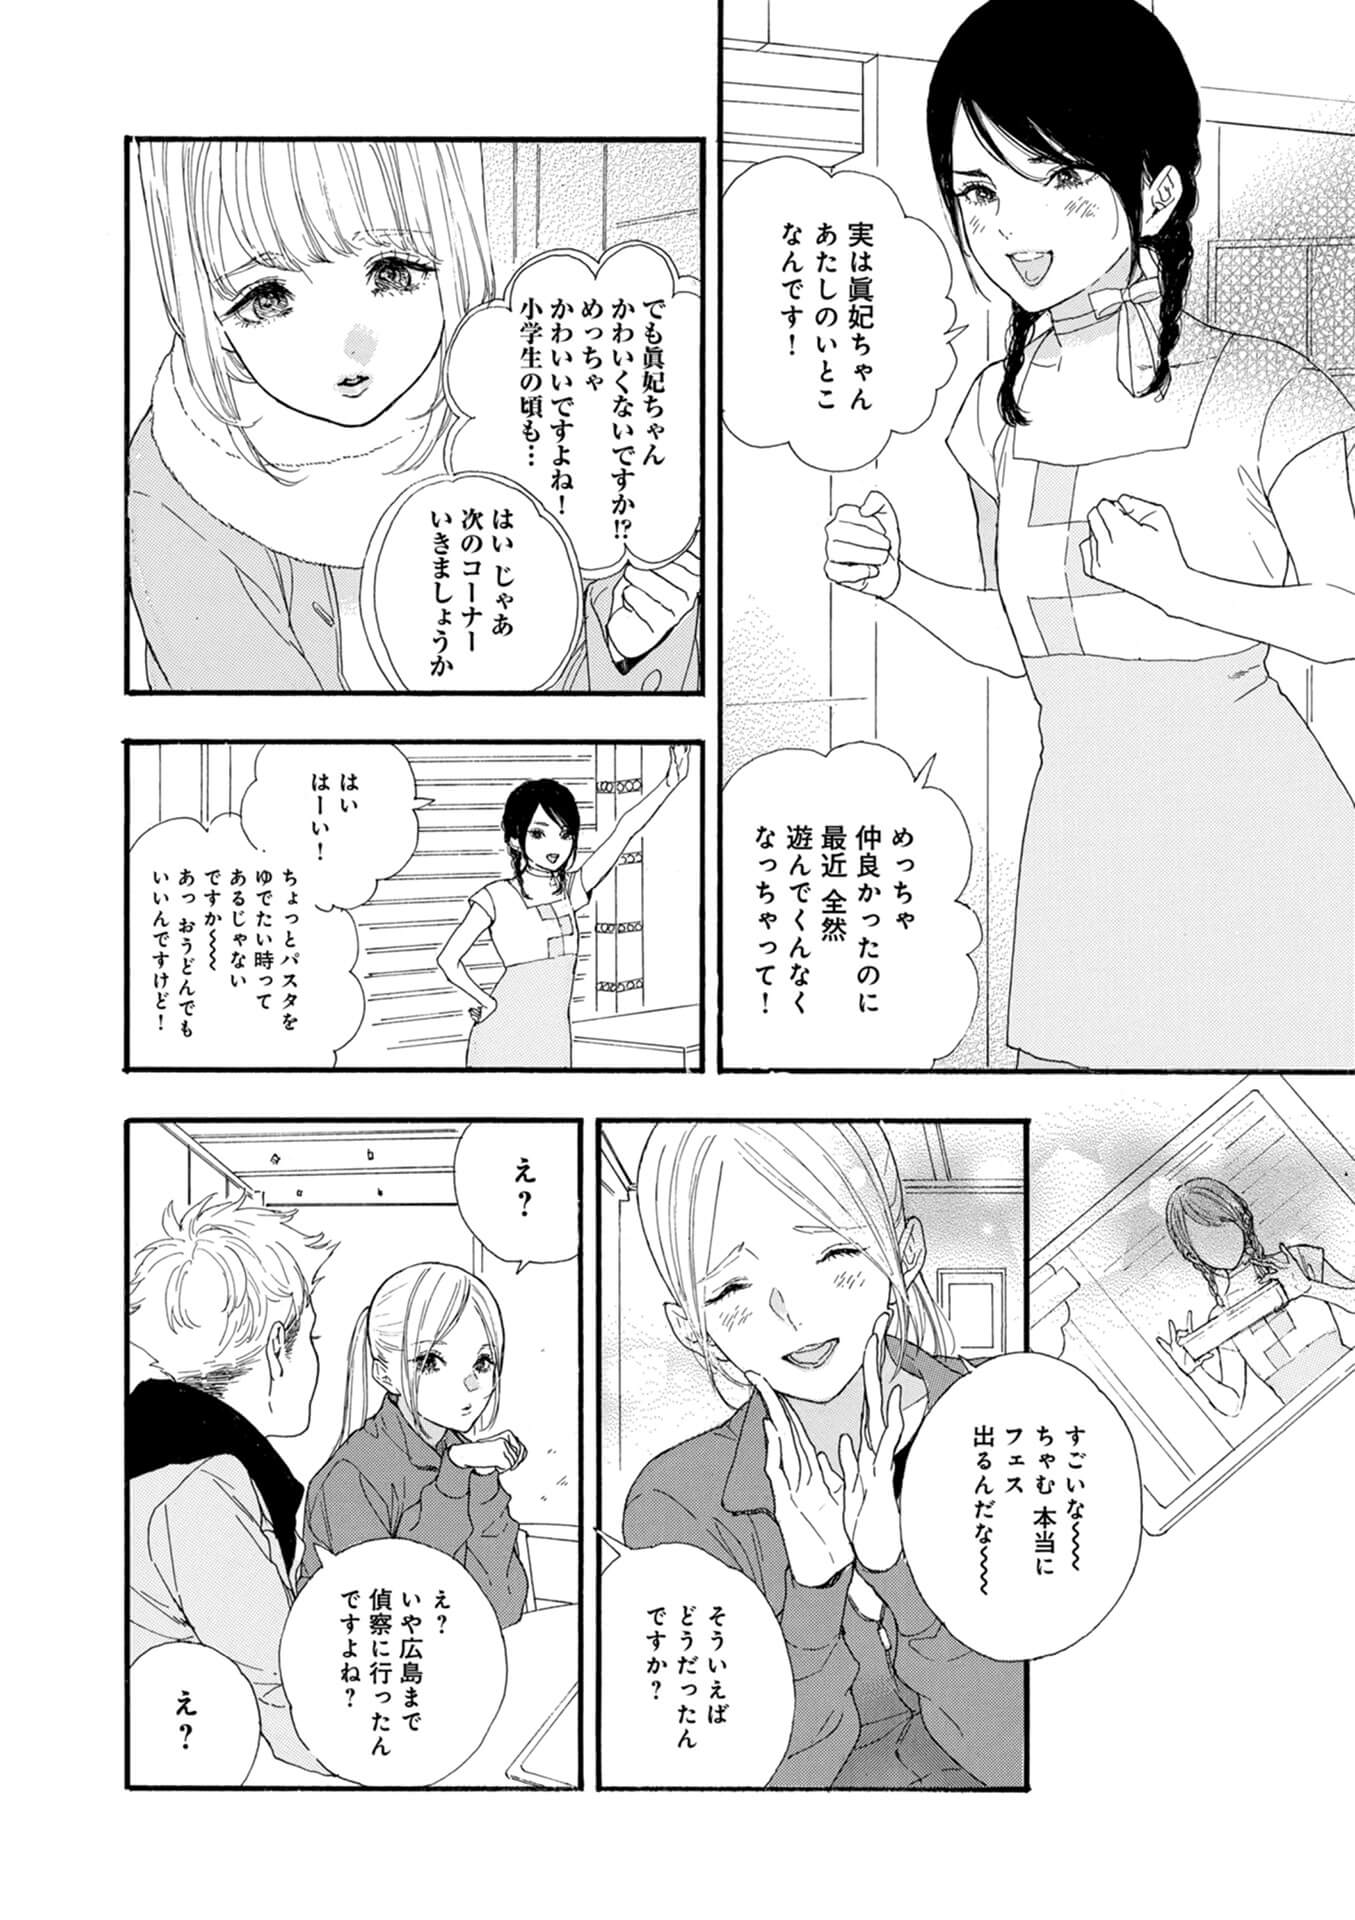 実は眞妃ちゃん
あたしのいとこ
なんです！
めっちゃ
仲良かったのに
最近 全然
遊んでくんなく
なっちゃって！
でも眞妃ちゃん
かわいくないですか!?
めっちゃ
かわいいですよね！
小学生の頃も…
はい じゃあ
次のコーナー
いきましょうか
はい
はーい！
ちょっとパスタを
ゆでたい時って
あるじゃない
ですか〜〜〜
あっ おうどんでも
いいんですけど！
すごいな〜〜〜
ちゃむ 本当に
フェス
出るんだな〜〜〜
そういえば
どうだったん
ですか？
え？
え？
いや広島まで
偵察に行ったん
ですよね？
え？